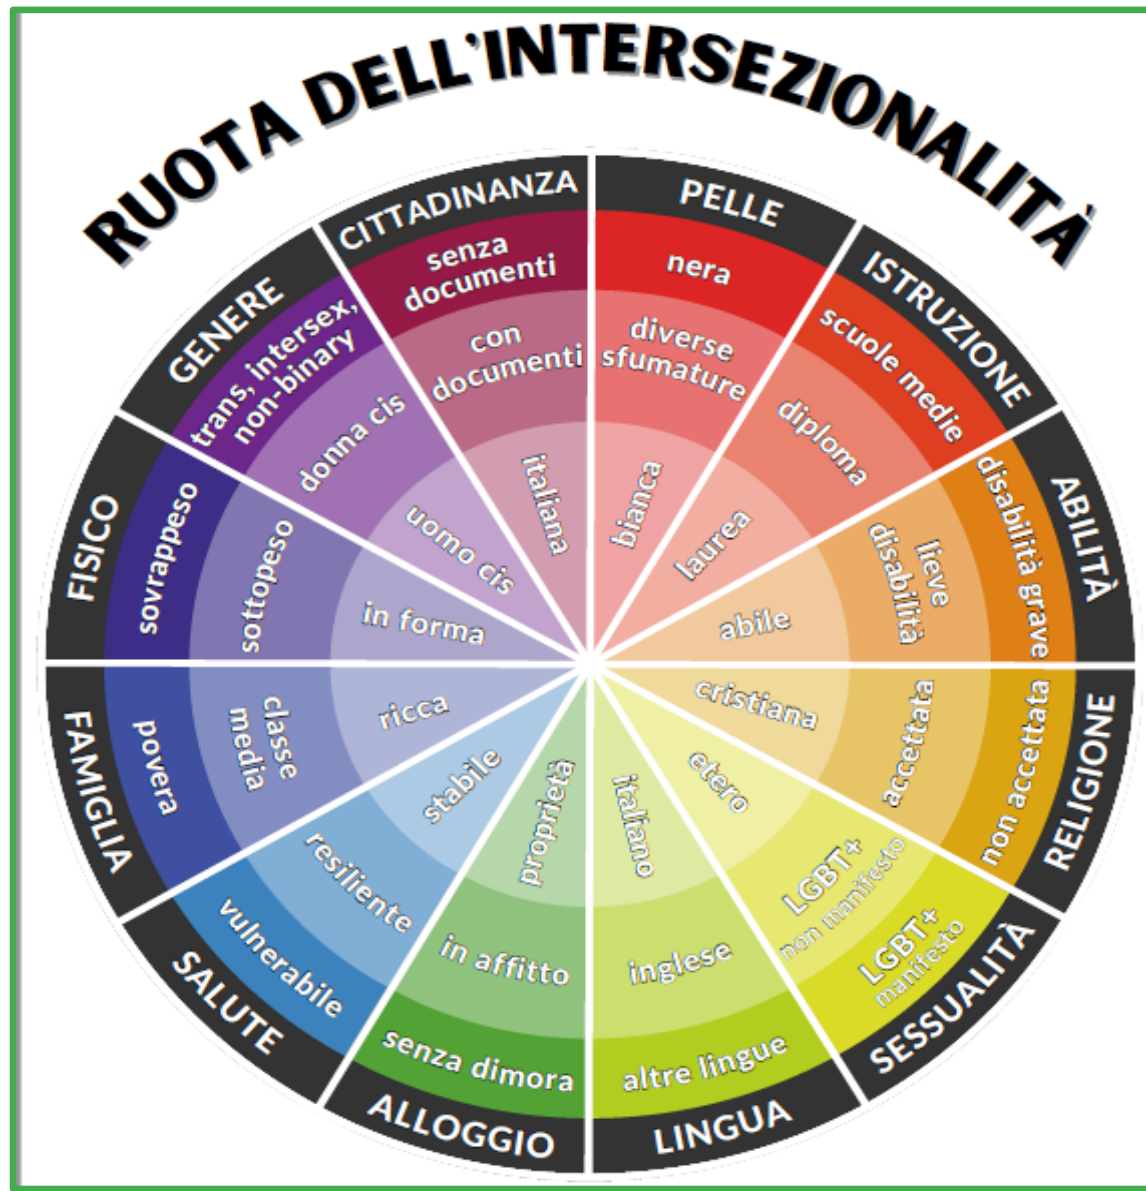 RUOTA DELL'INTERSEZIONALITÀ
CITTADINANZA
senza
documenti
con
documenti
italiana
PELLE
nera
diverse
sfumature
bianca
ISTRUZIONE
scuole medie
diploma
laurea
ABILITÀ
disabilità grave
lieve
disabilità
abile
RELIGIONE
non accettata
accettata
cristiana
SESSUALITÀ
LGBT+
manifesto
LGBT+
non manifesto
etero
LINGUA
altre lingue
inglese
italiano
ALLOGGIO
senza dimora
in affitto
proprietà
SALUTE
vulnerabile
resiliente
stabile
FAMIGLIA
povera
classe
media
ricca
FISICO
sovrappeso
sottopeso
in forma
GENERE
trans, intersex,
non-binary
donna cis
uomo cis